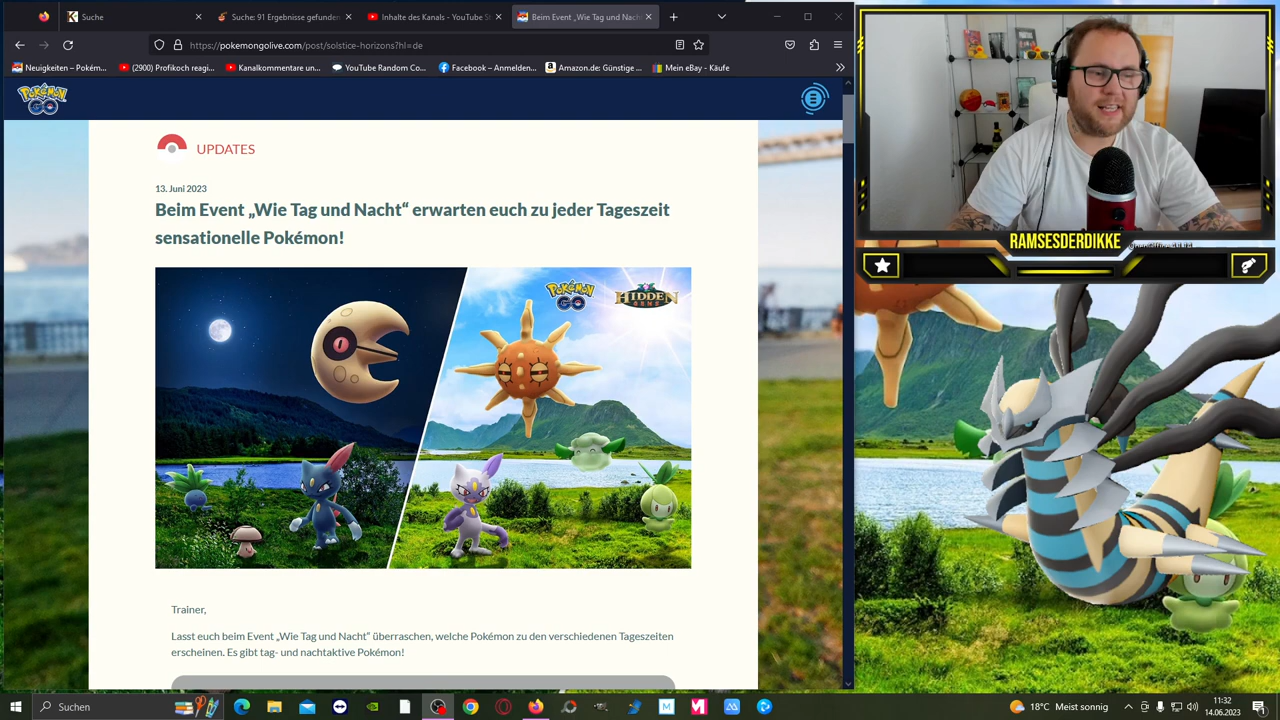 Suche
Suche: 91 Ergebnisse gefunden
Inhalte des Kanals - YouTube St
Beim Event „Wie Tag und Nach
https://pokemongolive.com/post/solstice-horizons?hl=de
Neuigkeiten – Pokém...
(2900) Profikoch reagi...
Kanalkommentare un...
YouTube Random Co...
Facebook – Anmelden...
Amazon.de: Günstige ...
Mein eBay - Käufe
POKÉMON
GO
UPDATES
13. Juni 2023
Beim Event „Wie Tag und Nacht“ erwarten euch zu jeder Tageszeit
sensationelle Pokémon!
POKÉMON
GO
HIDDEN
GEMS
Trainer,
Lasst euch beim Event „Wie Tag und Nacht“ überraschen, welche Pokémon zu den verschiedenen Tageszeiten
erscheinen. Es gibt tag- und nachtaktive Pokémon!
RAMSESDERDIKKE
Suchen
18°C Meist sonnig
11:32
14.06.2023